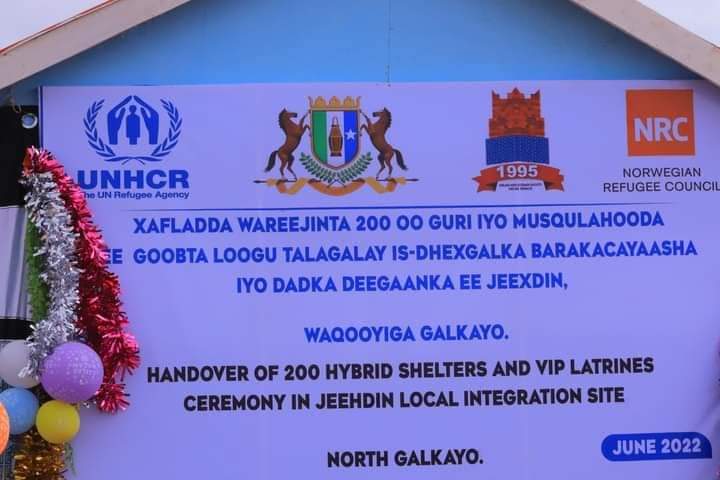 UNHCR
The UN Refugee Agency
1995
NRC
NORWEGIAN
REFUGEE COUNCIL
XAFLADDA WAREEJINTA 200 OO GURI IYO MUSQULAHOODA
EE GOOBTA LOOGU TALAGALAY IS-DHEXGALKA BARAKACAYAASHA
IYO DADKA DEEGAANKA EE JEEXDIN,
WAQOOYIGA GALKAYO.
HANDOVER OF 200 HYBRID SHELTERS AND VIP LATRINES
CEREMONY IN JEEHDIN LOCAL INTEGRATION SITE
NORTH GALKAYO.
JUNE 2022